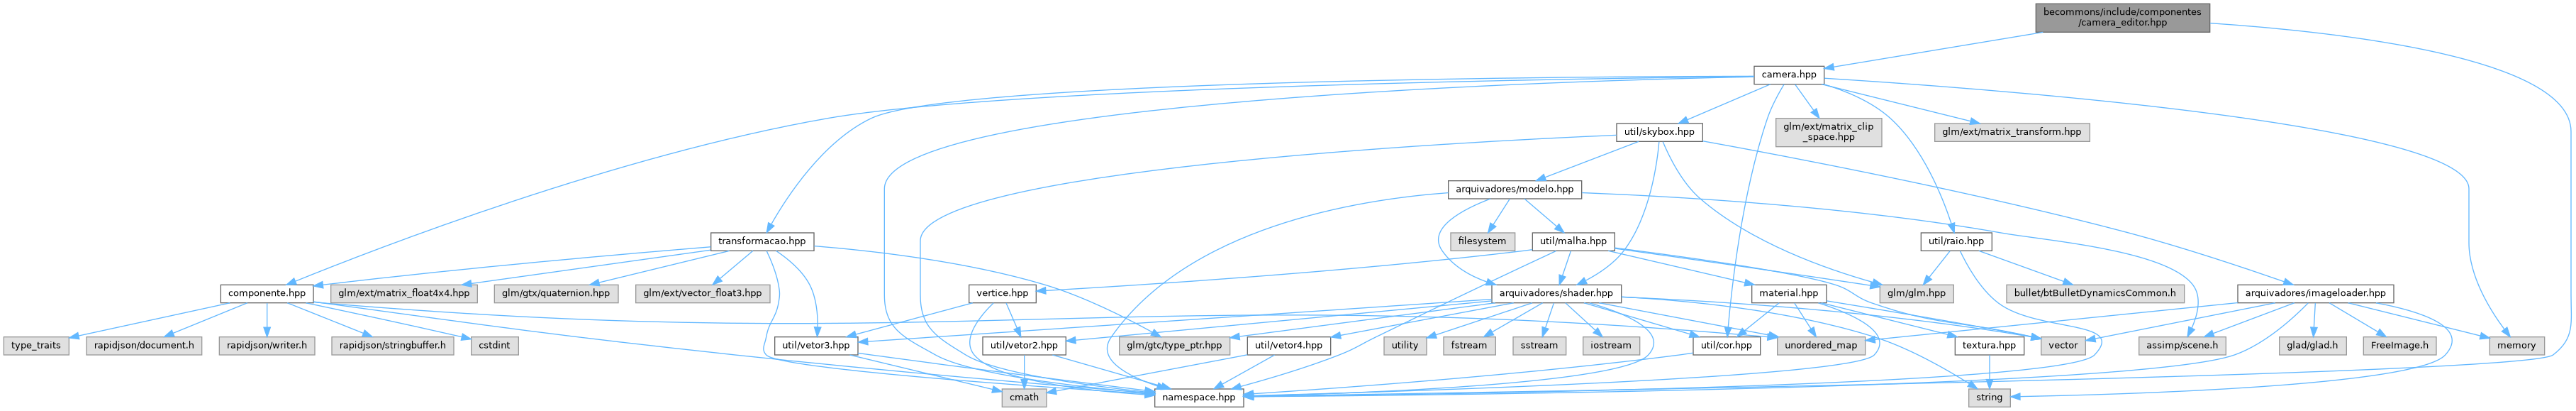 becommons/include/componentes
/camera_editor.hpp
camera.hpp
util/skybox.hpp
glm/ext/matrix_clip
_space.hpp
glm/ext/matrix_transform.hpp
arquivadores/modelo.hpp
transformacao.hpp
filesystem
util/malha.hpp
util/raio.hpp
componente.hpp
glm/ext/matrix_float4x4.hpp
glm/gtx/quaternion.hpp
glm/ext/vector_float3.hpp
vertice.hpp
arquivadores/shader.hpp
material.hpp
glm/glm.hpp
bullet/btBulletDynamicsCommon.h
arquivadores/imageloader.hpp
type_traits
rapidjson/document.h
rapidjson/writer.h
rapidjson/stringbuffer.h
cstdint
util/vetor3.hpp
util/vetor2.hpp
glm/gtc/type_ptr.hpp
util/vetor4.hpp
utility
fstream
sstream
iostream
util/cor.hpp
unordered_map
textura.hpp
vector
assimp/scene.h
glad/glad.h
FreeImage.h
memory
cmath
namespace.hpp
string